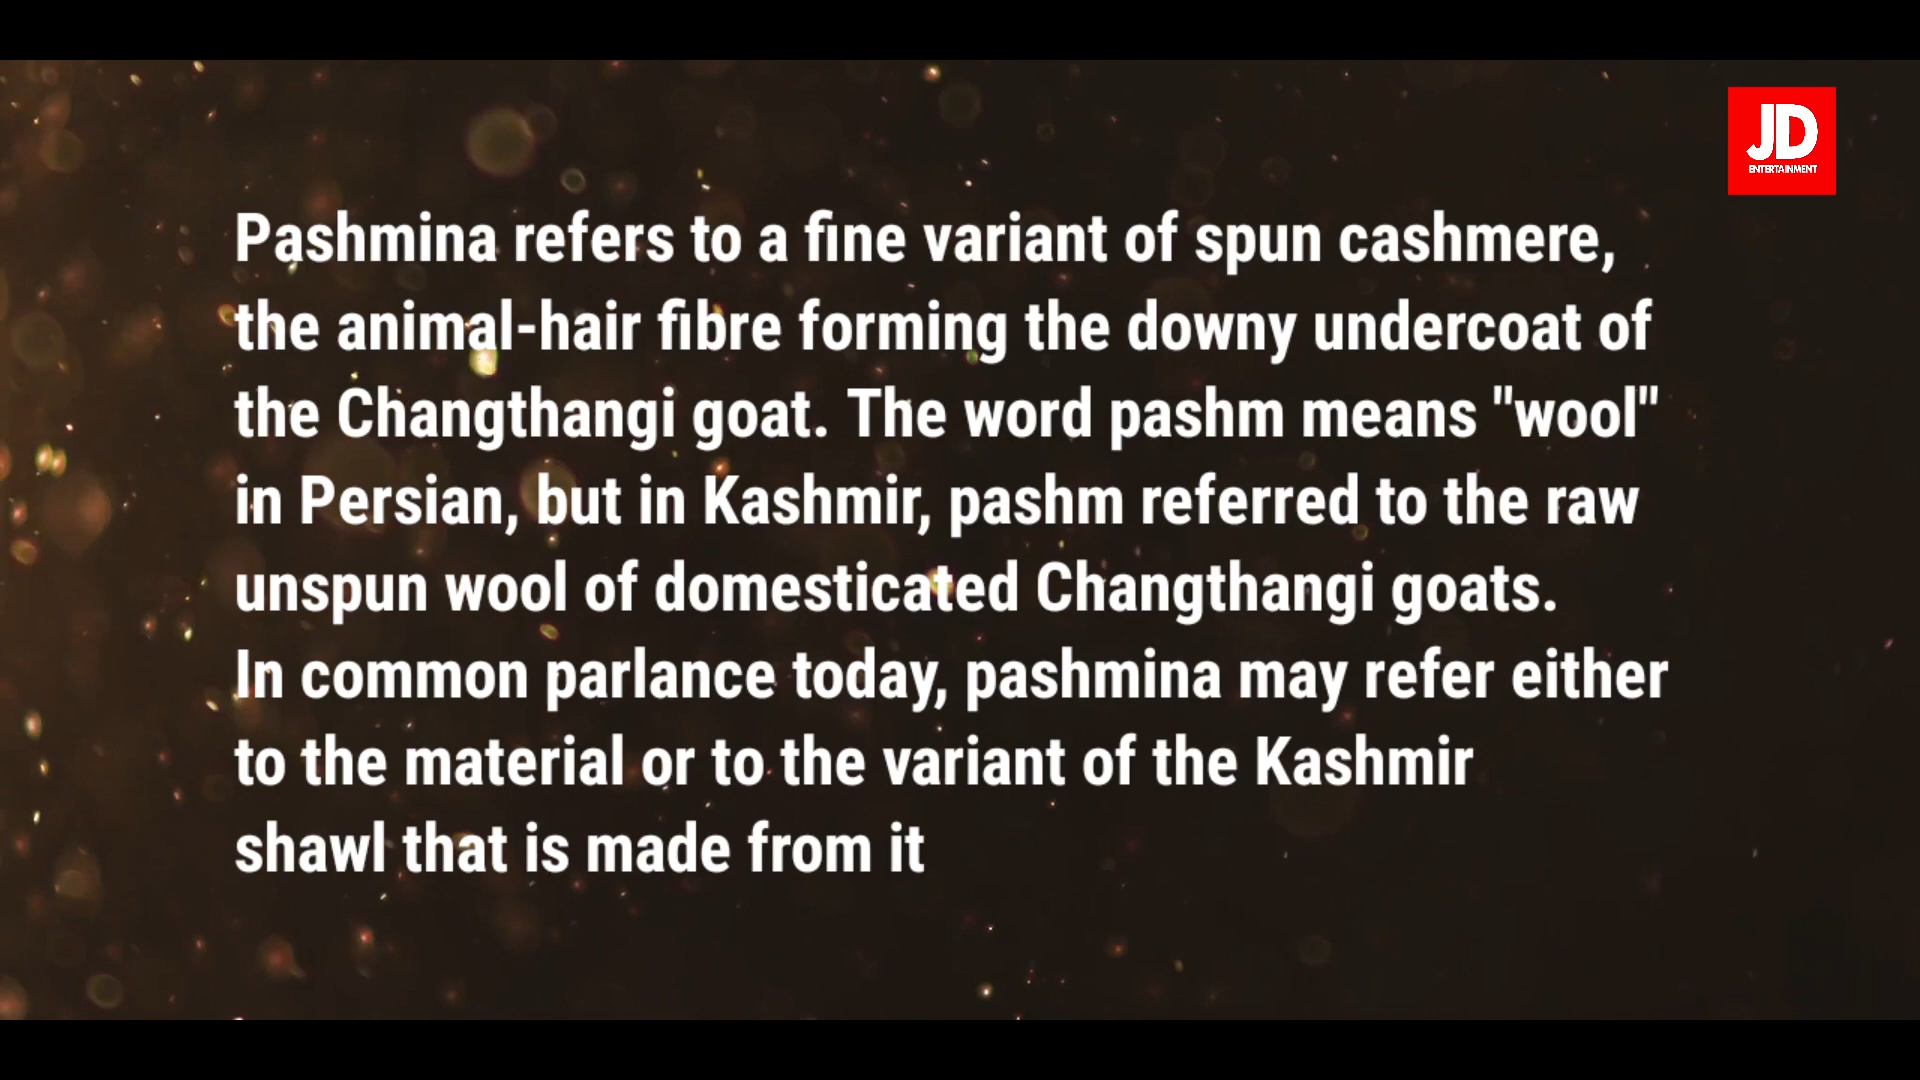 JD
ENTERTAINMENT
Pashmina refers to a fine variant of spun cashmere,
the animal-hair fibre forming the downy undercoat of
the Changthangi goat. The word pashm means "wool"
in Persian, but in Kashmir, pashm referred to the raw
unspun wool of domesticated Changthangi goats.
In common parlance today, pashmina may refer either
to the material or to the variant of the Kashmir
shawl that is made from it